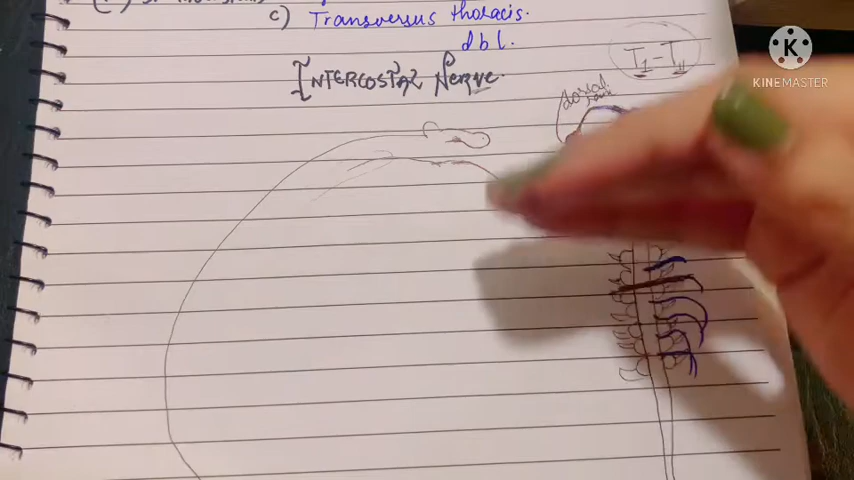 c) Transversus thoracis.
dbl.
T1 - T11
INTERCOSTAL Nerve.
dorsal
KINEMASTER